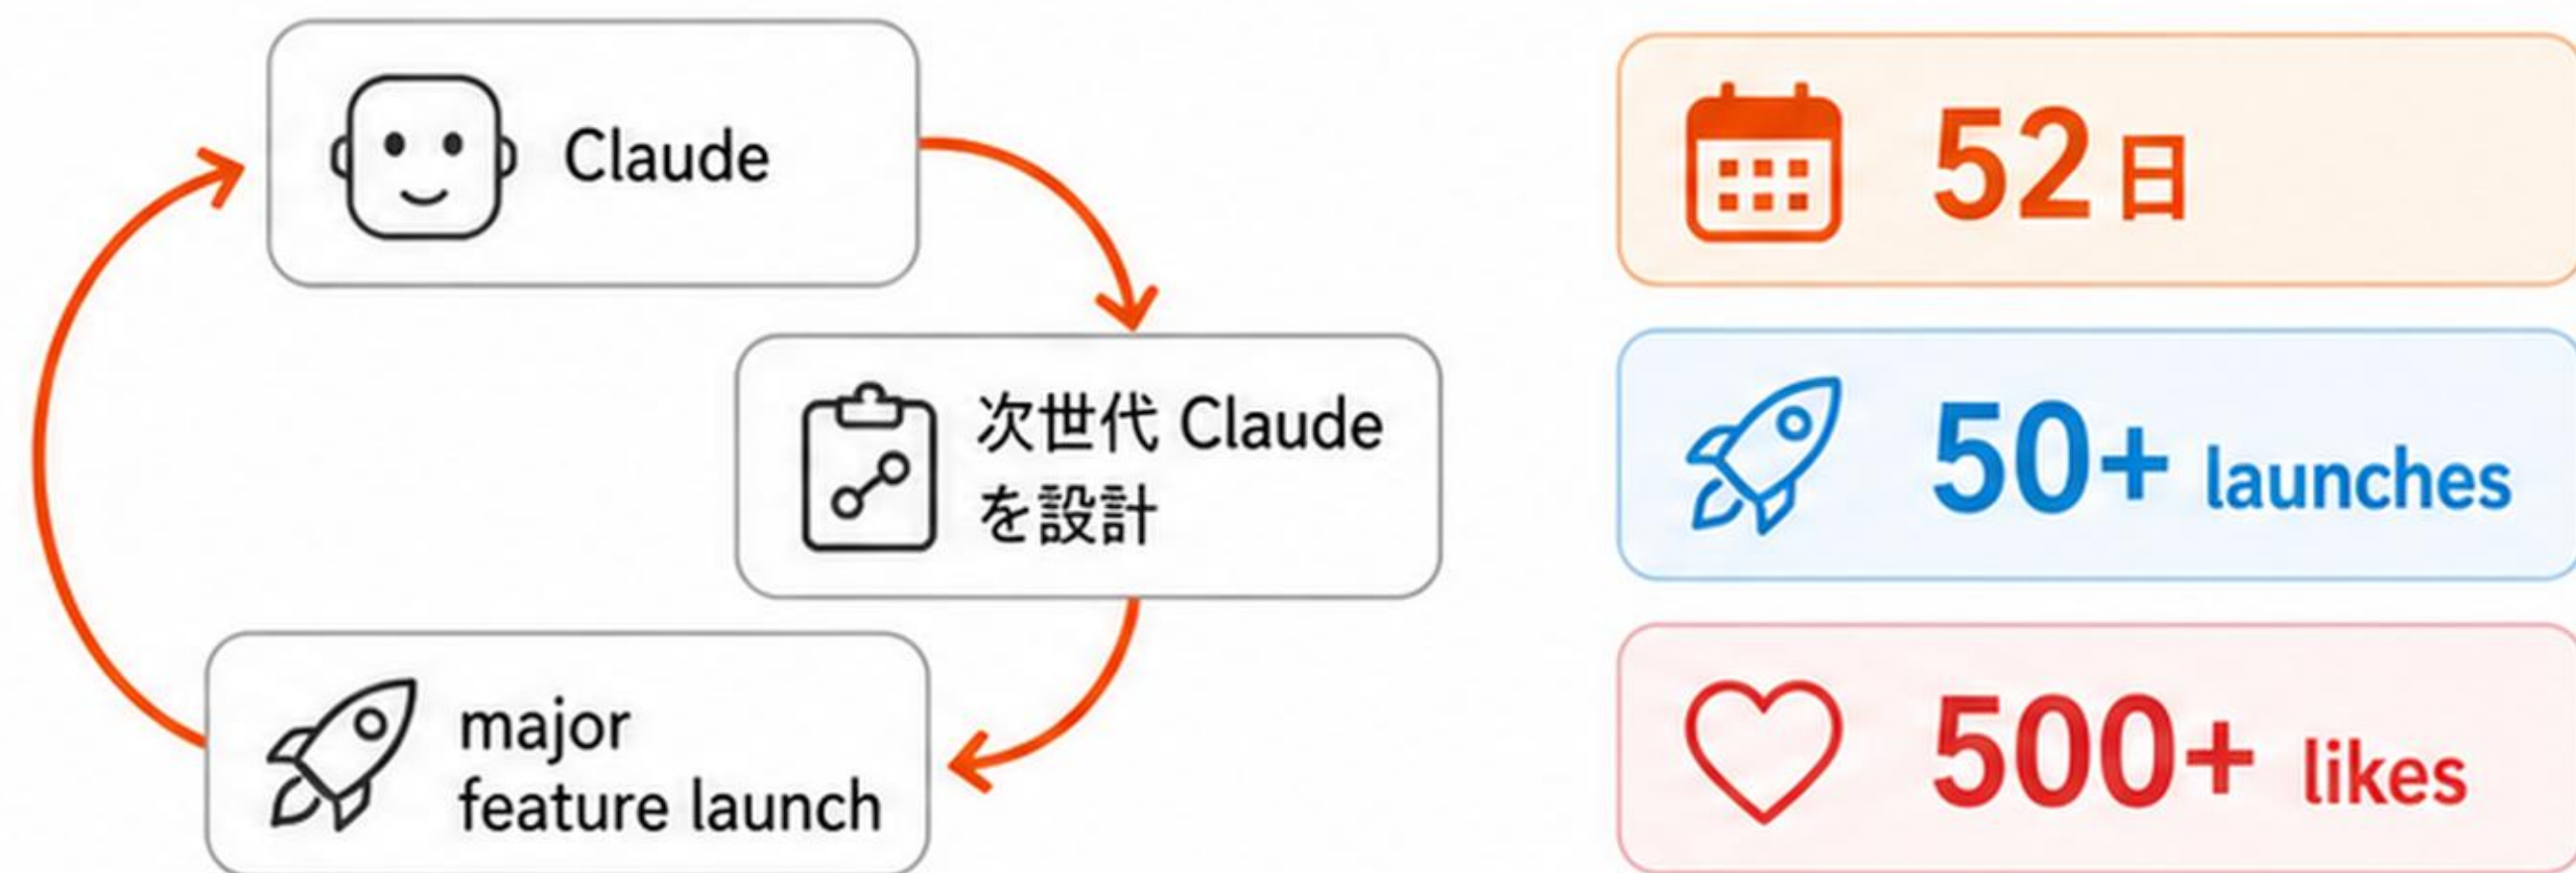 Claude
次世代 Claude
を設計
major
feature launch
52日
50+ launches
500+ likes